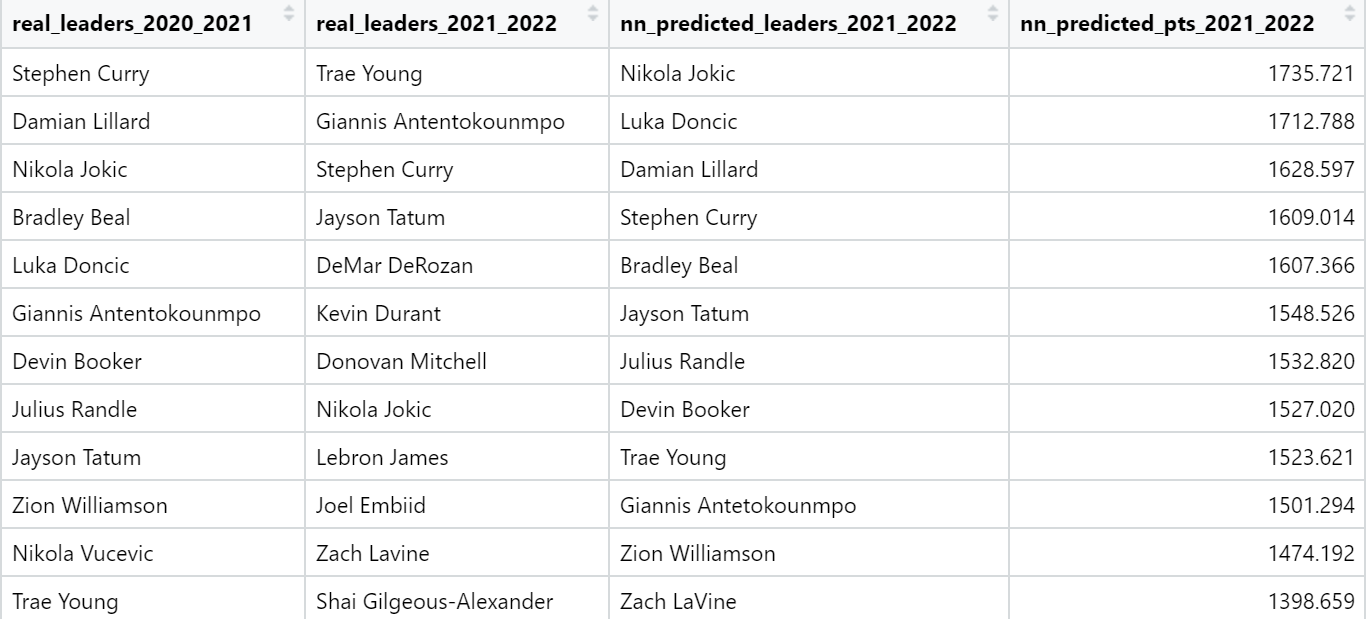 real_leaders_2020_2021 real_leaders_2021_2022 nn_predicted_leaders_2021_2022 nn_predicted_pts_2021_2022
Stephen Curry Trae Young Nikola Jokic 1735.721
Damian Lillard Giannis Antentokounmpo Luka Doncic 1712.788
Nikola Jokic Stephen Curry Damian Lillard 1628.597
Bradley Beal Jayson Tatum Stephen Curry 1609.014
Luka Doncic DeMar DeRozan Bradley Beal 1607.366
Giannis Antentokounmpo Kevin Durant Jayson Tatum 1548.526
Devin Booker Donovan Mitchell Julius Randle 1532.820
Julius Randle Nikola Jokic Devin Booker 1527.020
Jayson Tatum Lebron James Trae Young 1523.621
Zion Williamson Joel Embiid Giannis Antetokounmpo 1501.294
Nikola Vucevic Zach Lavine Zion Williamson 1474.192
Trae Young Shai Gilgeous-Alexander Zach LaVine 1398.659